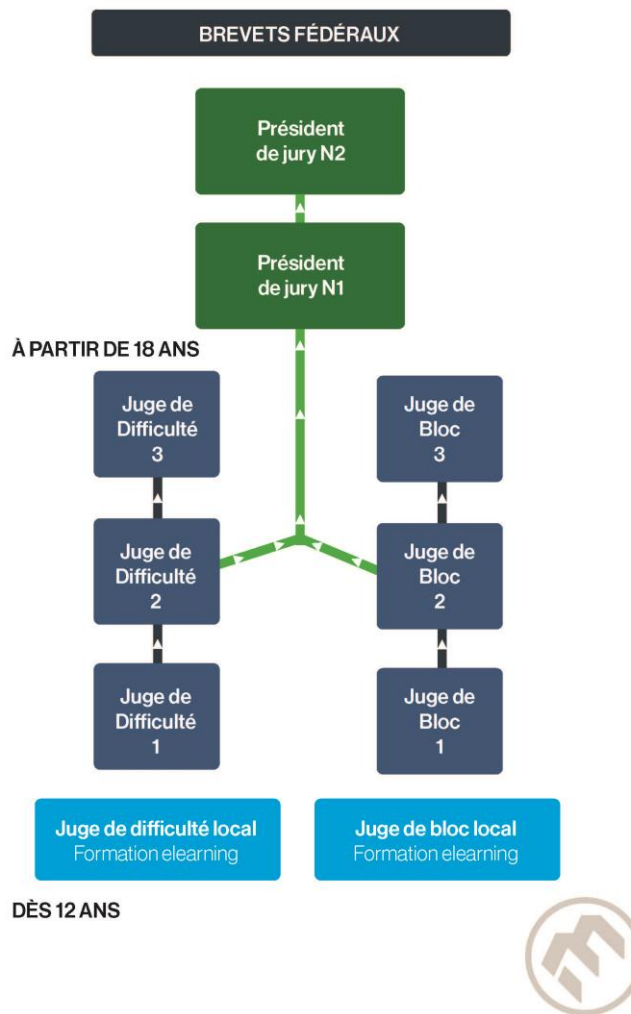 BREVETS FÉDÉRAUX
Président
de jury N2
Président
de jury N1
À PARTIR DE 18 ANS
Juge de
Difficulté
3
Juge de
Bloc
3
Juge de
Difficulté
2
Juge de
Bloc
2
Juge de
Difficulté
1
Juge de
Bloc
1
Juge de difficulté local
Formation elearning
Juge de bloc local
Formation elearning
DÈS 12 ANS